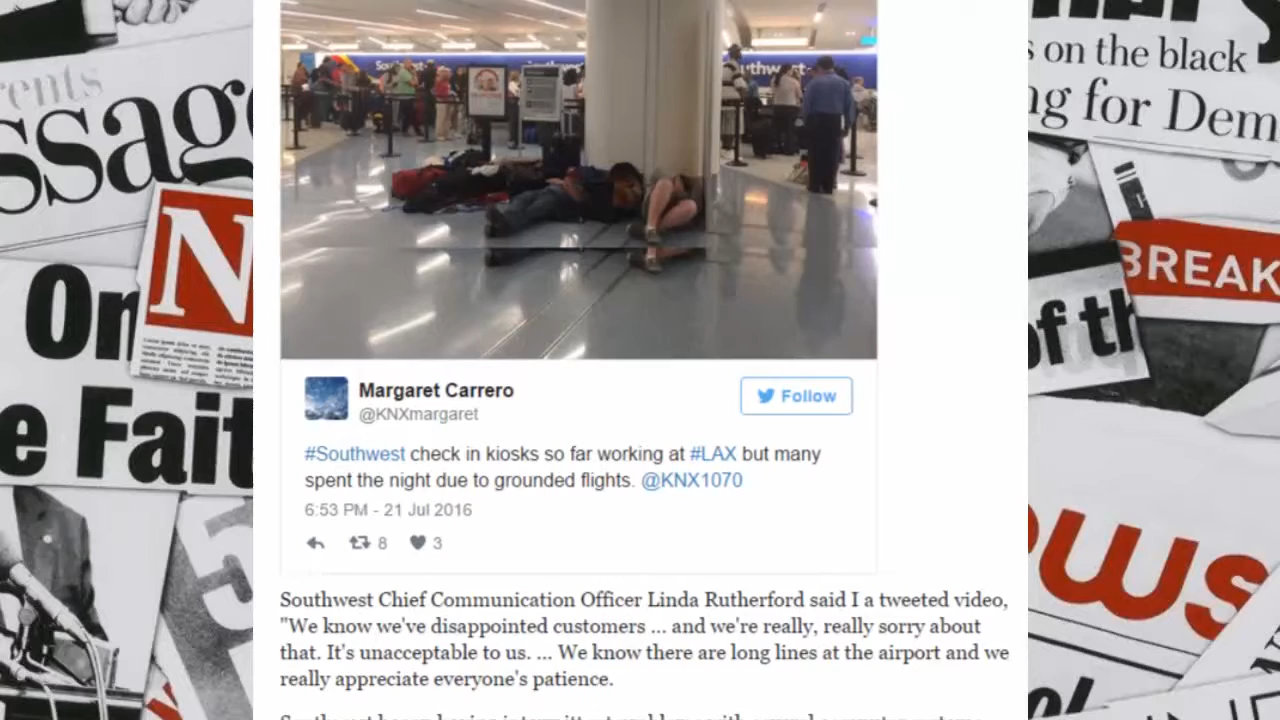 s on the black
ents
ssage
ng for Dem
N
BREAK
On
of th
e Fait
Margaret Carrero
@KNXmargaret
Follow
#Southwest check in kiosks so far working at #LAX but many
spent the night due to grounded flights. @KNX1070
6:53 PM - 21 Jul 2016
8 3
ows
5
Southwest Chief Communication Officer Linda Rutherford said I a tweeted video,
"We know we've disappointed customers ... and we're really, really sorry about
that. It's unacceptable to us. ... We know there are long lines at the airport and we
really appreciate everyone's patience.